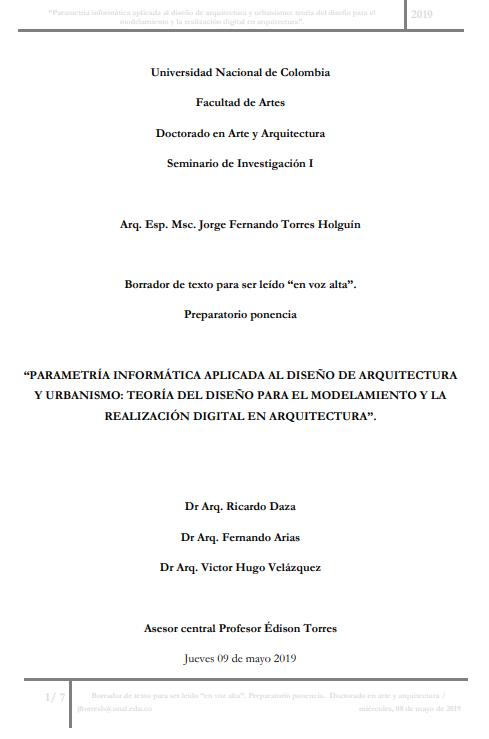 “Parametría informática aplicada al diseño de arquitectura y urbanismo: teoría del diseño para el
modelamiento y la realización digital en arquitectura”.
2019
Universidad Nacional de Colombia
Facultad de Artes
Doctorado en Arte y Arquitectura
Seminario de Investigación I
Arq. Esp. Msc. Jorge Fernando Torres Holguín
Borrador de texto para ser leído “en voz alta”.
Preparatorio ponencia
“PARAMETRÍA INFORMÁTICA APLICADA AL DISEÑO DE ARQUITECTURA
Y URBANISMO: TEORÍA DEL DISEÑO PARA EL MODELAMIENTO Y LA
REALIZACIÓN DIGITAL EN ARQUITECTURA”.
Dr Arq. Ricardo Daza
Dr Arq. Fernando Arias
Dr Arq. Victor Hugo Velázquez
Asesor central Profesor Édison Torres
Jueves 09 de mayo 2019
1/ 7
Borrador de texto para ser leído “en voz alta”. Preparatorio ponencia. Doctorado en arte y arquitectura /
jftorresh@unal.edu.co miércoles, 08 de mayo de 2019